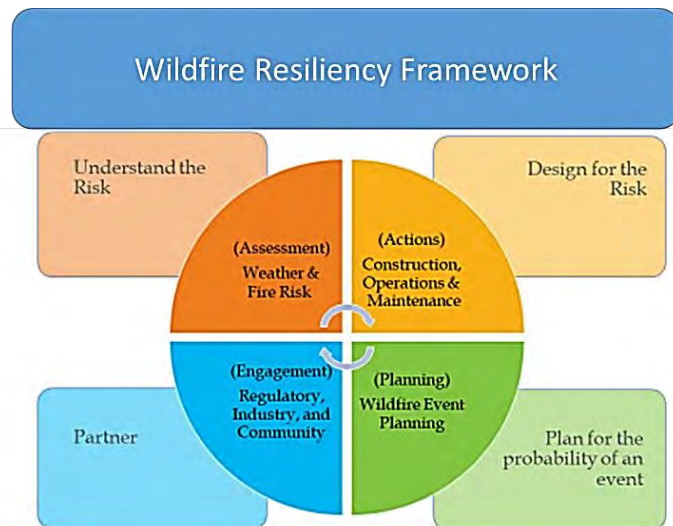 Wildfire Resiliency Framework
Understand the
Risk
Design for the
Risk
(Assessment)
Weather &
Fire Risk
(Actions)
Construction,
Operations &
Maintenance
(Engagement)
Regulatory,
Industry, and
Community
(Planning)
Wildfire Event
Planning
Partner
Plan for the
probability of an
event